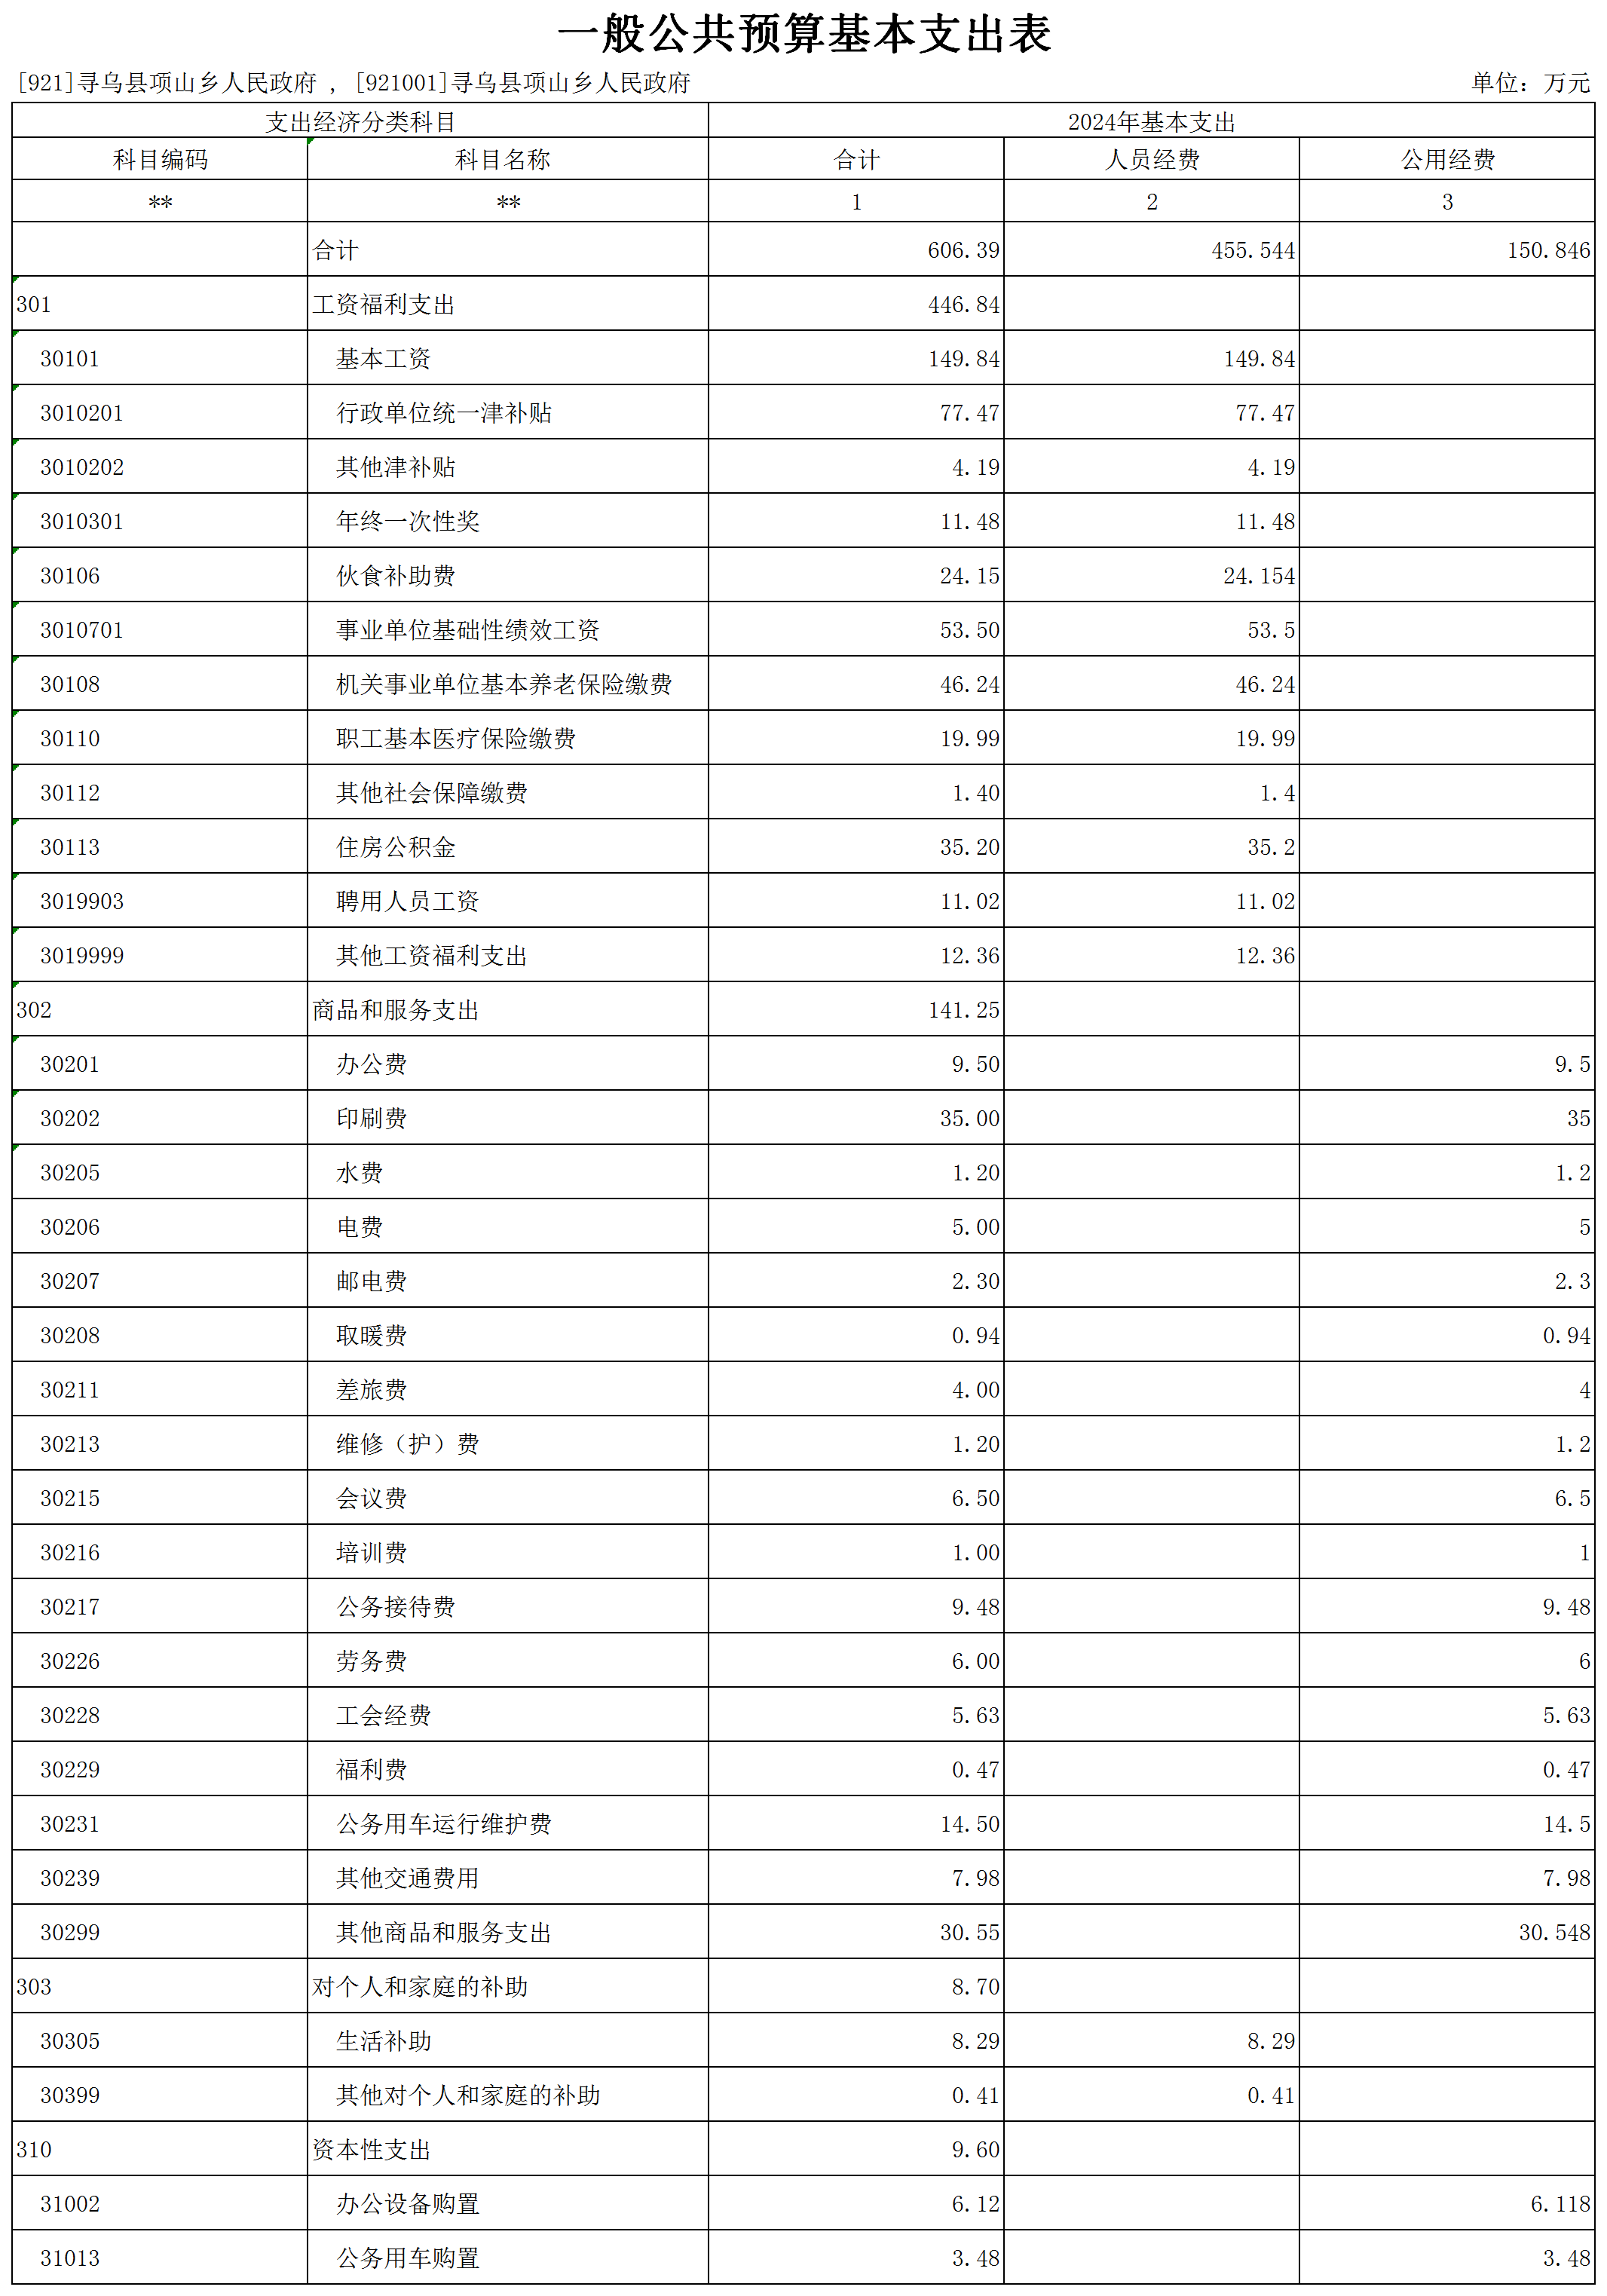 一般公共预算基本支出表
[921]寻乌县项山乡人民政府 , [921001]寻乌县项山乡人民政府 单位：万元
支出经济分类科目 2024年基本支出
科目编码 科目名称 合计 人员经费 公用经费
** ** 1 2 3
合计 606.39 455.544 150.846
301 工资福利支出 446.84
30101 基本工资 149.84 149.84
3010201 行政单位统一津补贴 77.47 77.47
3010202 其他津补贴 4.19 4.19
3010301 年终一次性奖 11.48 11.48
30106 伙食补助费 24.15 24.154
3010701 事业单位基础性绩效工资 53.50 53.5
30108 机关事业单位基本养老保险缴费 46.24 46.24
30110 职工基本医疗保险缴费 19.99 19.99
30112 其他社会保障缴费 1.40 1.4
30113 住房公积金 35.20 35.2
3019903 聘用人员工资 11.02 11.02
3019999 其他工资福利支出 12.36 12.36
302 商品和服务支出 141.25
30201 办公费 9.50 9.5
30202 印刷费 35.00 35
30205 水费 1.20 1.2
30206 电费 5.00 5
30207 邮电费 2.30 2.3
30208 取暖费 0.94 0.94
30211 差旅费 4.00 4
30213 维修（护）费 1.20 1.2
30215 会议费 6.50 6.5
30216 培训费 1.00 1
30217 公务接待费 9.48 9.48
30226 劳务费 6.00 6
30228 工会经费 5.63 5.63
30229 福利费 0.47 0.47
30231 公务用车运行维护费 14.50 14.5
30239 其他交通费用 7.98 7.98
30299 其他商品和服务支出 30.55 30.548
303 对个人和家庭的补助 8.70
30305 生活补助 8.29 8.29
30399 其他对个人和家庭的补助 0.41 0.41
310 资本性支出 9.60
31002 办公设备购置 6.12 6.118
31013 公务用车购置 3.48 3.48